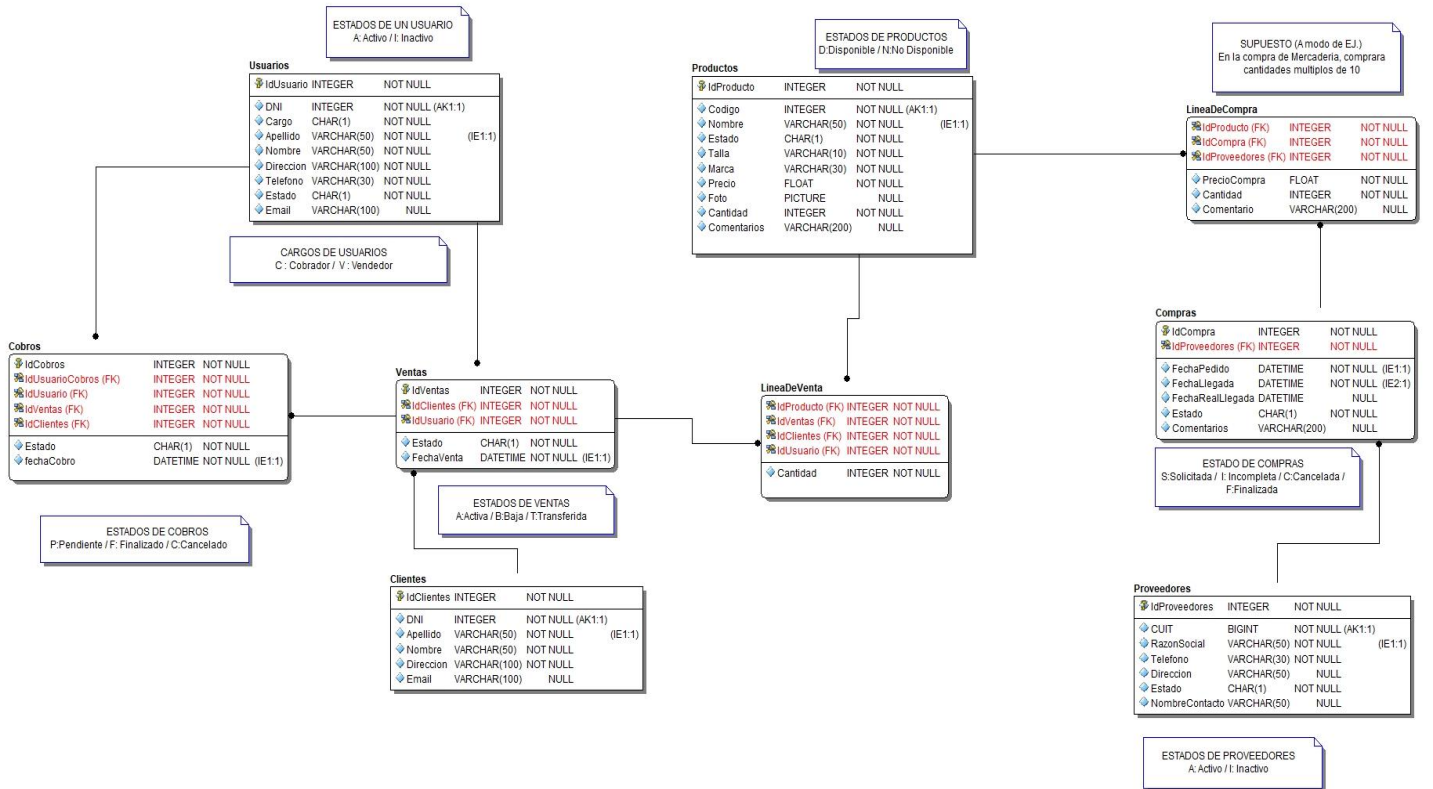 ESTADOS DE UN USUARIO
A: Activo / I: Inactivo
Usuarios
IdUsuario INTEGER NOT NULL
DNI INTEGER NOT NULL (AK1:1)
Cargo CHAR(1) NOT NULL
Apellido VARCHAR(50) NOT NULL (IE1:1)
Nombre VARCHAR(50) NOT NULL
Direccion VARCHAR(100) NOT NULL
Telefono VARCHAR(30) NOT NULL
Estado CHAR(1) NOT NULL
Email VARCHAR(100) NULL
CARGOS DE USUARIOS
C : Cobrador / V : Vendedor
ESTADOS DE PRODUCTOS
D:Disponible / N:No Disponible
Productos
IdProducto INTEGER NOT NULL
Codigo INTEGER NOT NULL (AK1:1)
Nombre VARCHAR(50) NOT NULL (IE1:1)
Estado CHAR(1) NOT NULL
Talla VARCHAR(10) NOT NULL
Marca VARCHAR(30) NOT NULL
Precio FLOAT NOT NULL
Foto PICTURE NULL
Cantidad INTEGER NOT NULL
Comentarios VARCHAR(200) NULL
SUPUESTO (A modo de EJ.)
En la compra de Mercaderia, comprara
cantidades multiplos de 10
LineaDeCompra
IdProducto (FK) INTEGER NOT NULL
IdCompra (FK) INTEGER NOT NULL
IdProveedores (FK) INTEGER NOT NULL
PrecioCompra FLOAT NOT NULL
Cantidad INTEGER NOT NULL
Comentario VARCHAR(200) NULL
Cobros
IdCobros INTEGER NOT NULL
IdUsuarioCobros (FK) INTEGER NOT NULL
IdUsuario (FK) INTEGER NOT NULL
IdVentas (FK) INTEGER NOT NULL
IdClientes (FK) INTEGER NOT NULL
Estado CHAR(1) NOT NULL
fechaCobro DATETIME NOT NULL (IE1:1)
ESTADOS DE COBROS
P:Pendiente / F: Finalizado / C:Cancelado
Ventas
IdVentas INTEGER NOT NULL
IdClientes (FK) INTEGER NOT NULL
IdUsuario (FK) INTEGER NOT NULL
Estado CHAR(1) NOT NULL
FechaVenta DATETIME NOT NULL (IE1:1)
ESTADOS DE VENTAS
A:Activa / B:Baja / T:Transferida
LineaDeVenta
IdProducto (FK) INTEGER NOT NULL
IdVentas (FK) INTEGER NOT NULL
IdClientes (FK) INTEGER NOT NULL
IdUsuario (FK) INTEGER NOT NULL
Cantidad INTEGER NOT NULL
Compras
IdCompra INTEGER NOT NULL
IdProveedores (FK) INTEGER NOT NULL
FechaPedido DATETIME NOT NULL (IE1:1)
FechaLlegada DATETIME NOT NULL (IE2:1)
FechaRealLlegada DATETIME NULL
Estado CHAR(1) NOT NULL
Comentarios VARCHAR(200) NULL
ESTADO DE COMPRAS
S:Solicitada / I: Incompleta / C:Cancelada /
F:Finalizada
Clientes
IdClientes INTEGER NOT NULL
DNI INTEGER NOT NULL (AK1:1)
Apellido VARCHAR(50) NOT NULL (IE1:1)
Nombre VARCHAR(50) NOT NULL
Direccion VARCHAR(100) NOT NULL
Email VARCHAR(100) NULL
Proveedores
IdProveedores INTEGER NOT NULL
CUIT BIGINT NOT NULL (AK1:1)
RazonSocial VARCHAR(50) NOT NULL (IE1:1)
Telefono VARCHAR(30) NOT NULL
Direccion VARCHAR(50) NULL
Estado CHAR(1) NOT NULL
NombreContacto VARCHAR(50) NULL
ESTADOS DE PROVEEDORES
A: Activo / I: Inactivo